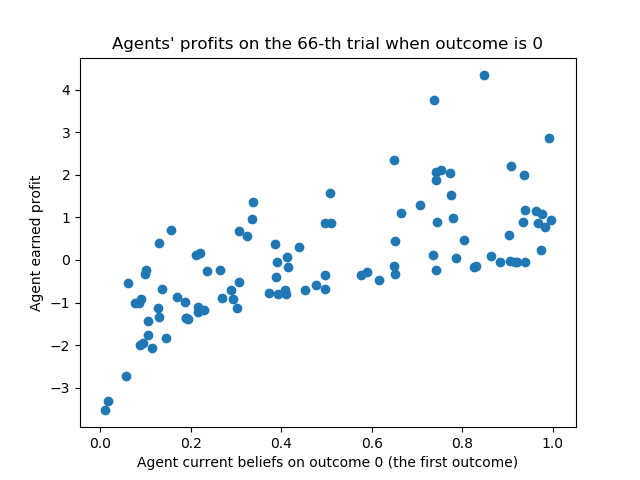 Agents' profits on the 66-th trial when outcome is 0
Agent earned profit
4
3
2
1
0
−1
−2
−3
0.0 0.2 0.4 0.6 0.8 1.0
Agent current beliefs on outcome 0 (the first outcome)